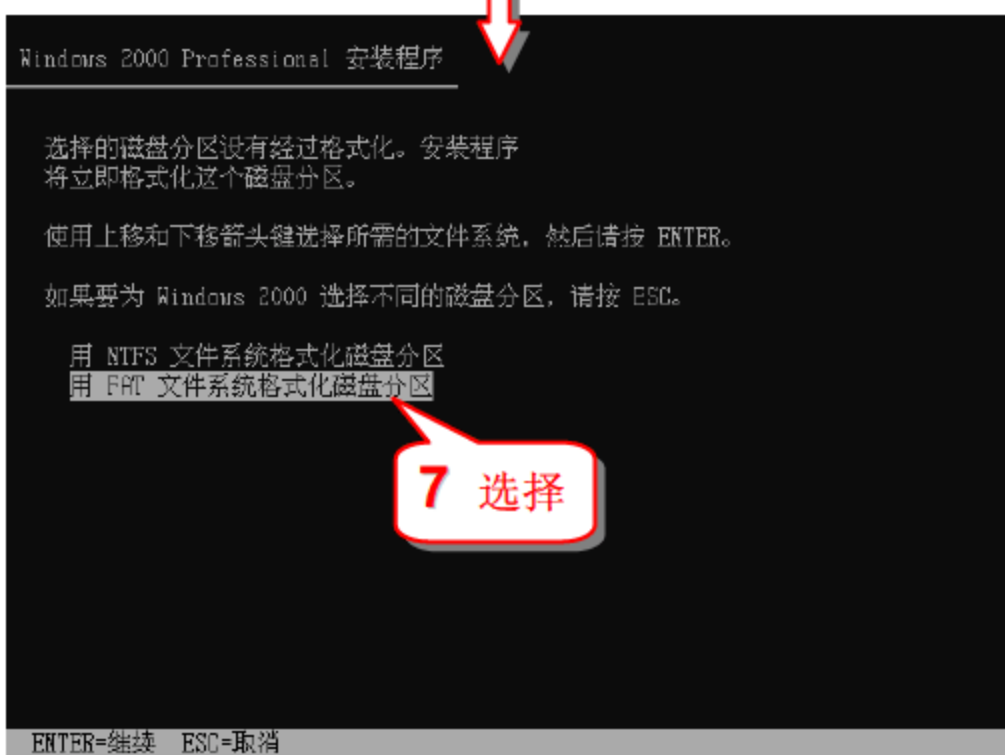 Windows 2000 Professional 安装程序
选择的磁盘分区没有经过格式化。安装程序
将立即格式化这个磁盘分区。
使用上移和下移箭头键选择所需的文件系统，然后请按 ENTER。
如果要为 Windows 2000 选择不同的磁盘分区，请按 ESC。
用 NTFS 文件系统格式化磁盘分区
用 FAT 文件系统格式化磁盘分区
7 选择
ENTER=继续 ESC=取消